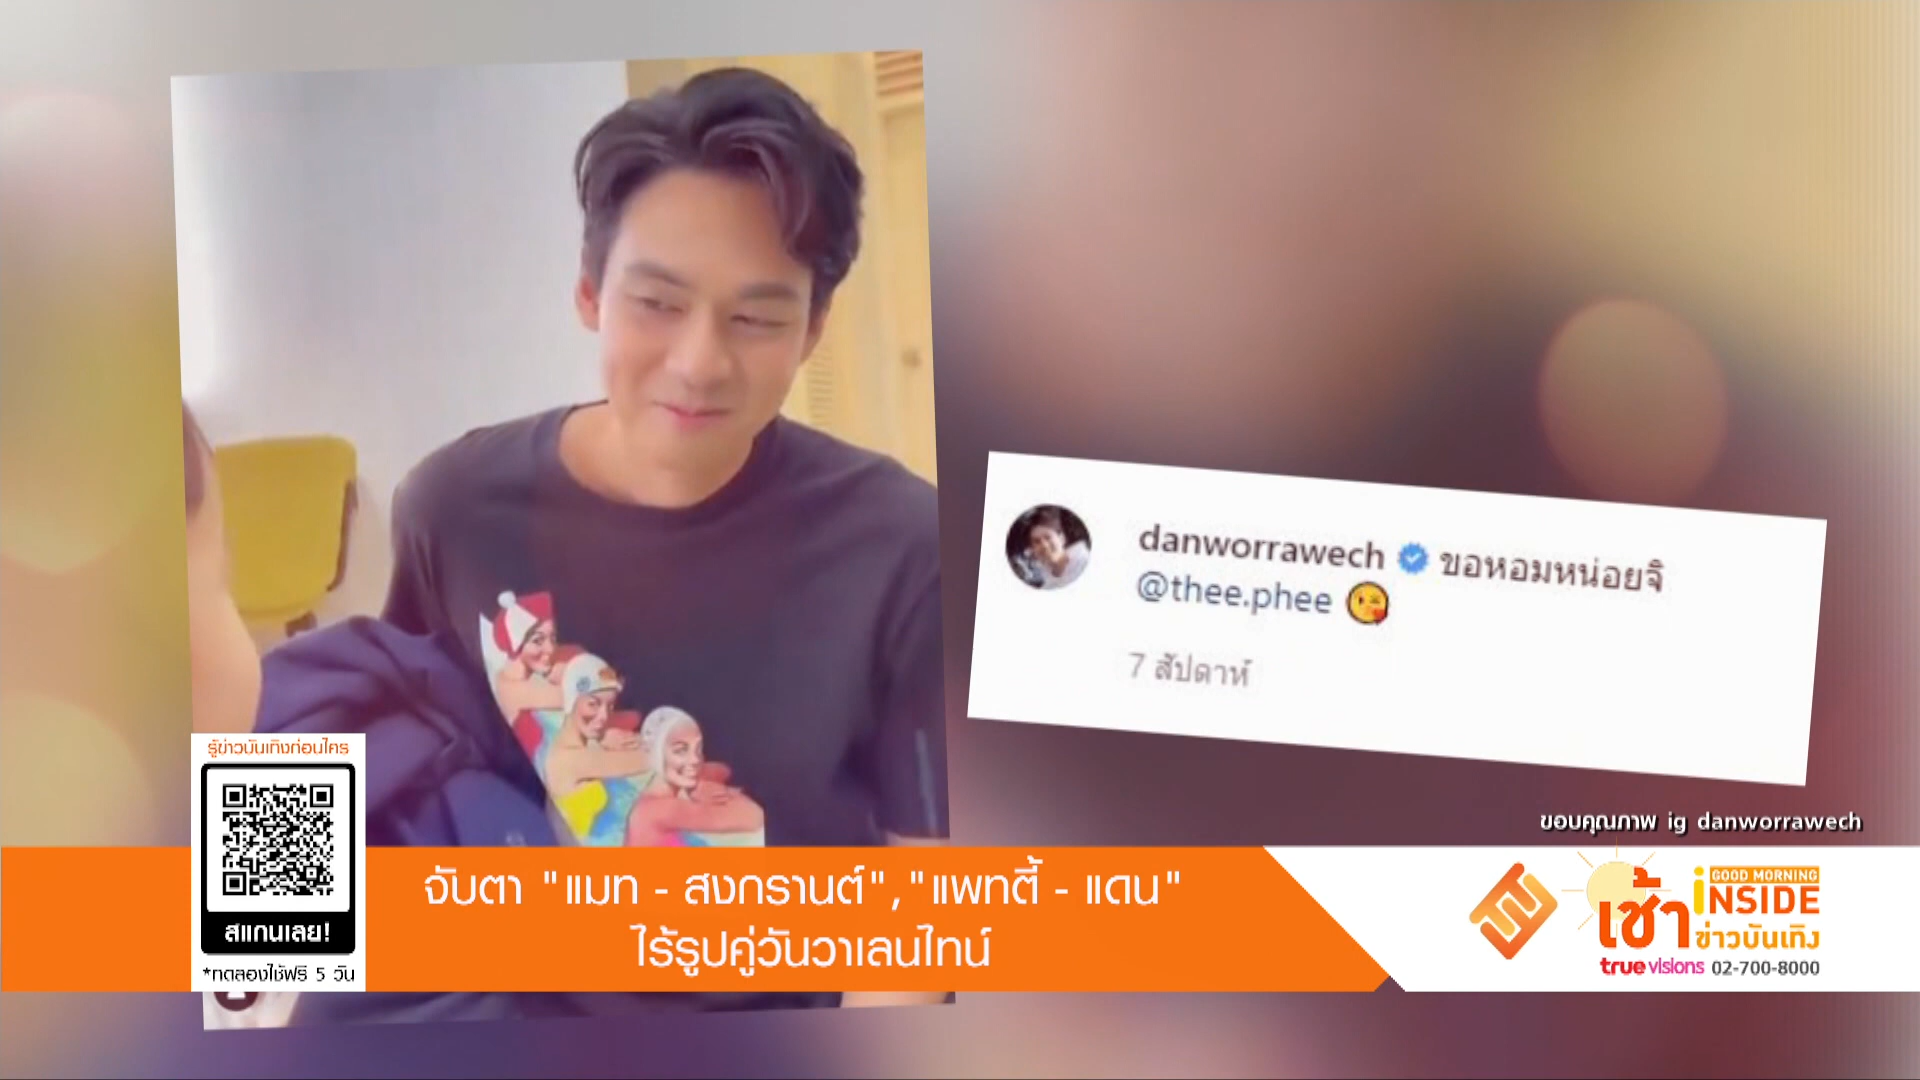 danworrawech ขอหอมหน่อยจิ
@thee.phee 😘
7 สัปดาห์
รู้ข่าวบันเทิงก่อนใคร
สแกนเลย!
*ทดลองใช้ฟรี 5 วัน
ขอบคุณภาพ ig danworrawech
จับตา "แมท - สงกรานต์","แพทตี้ - แดน"
ไร้รูปคู่วันวาเลนไทน์
GOOD MORNING
เช้า iNSIDE
ข่าวบันเทิง
truevisions 02-700-8000